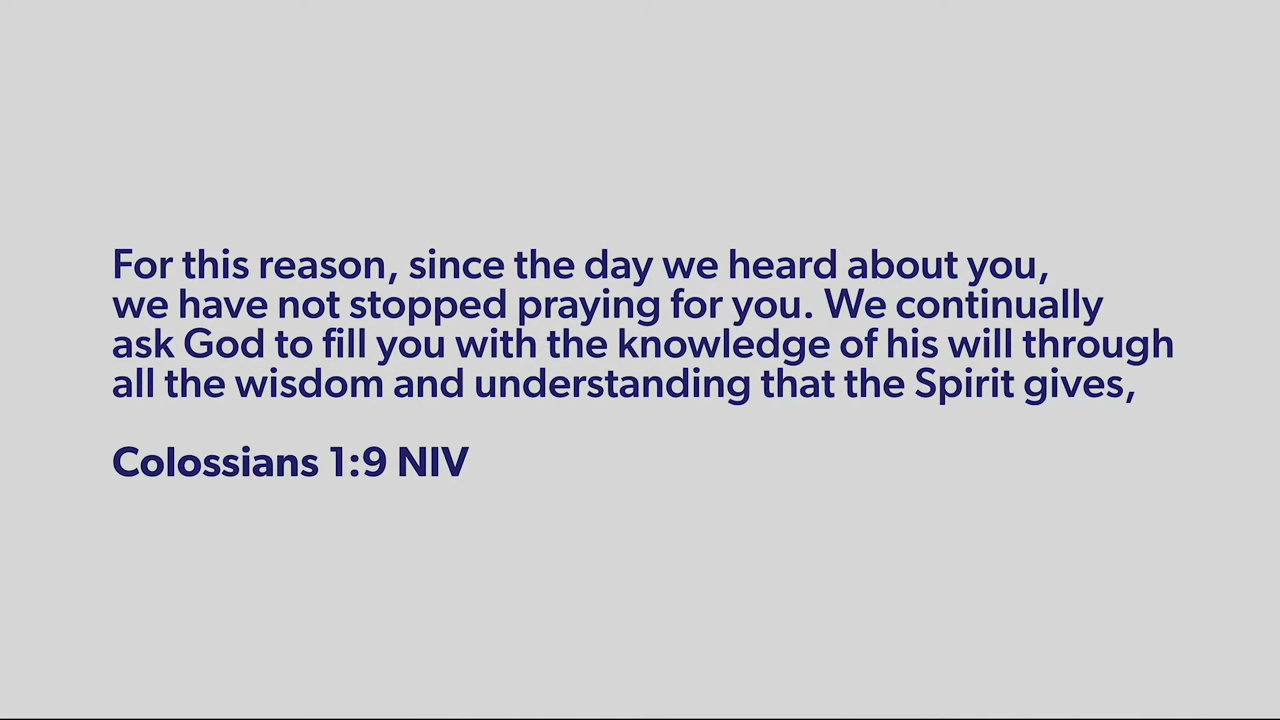 For this reason, since the day we heard about you,
we have not stopped praying for you. We continually
ask God to fill you with the knowledge of his will through
all the wisdom and understanding that the Spirit gives,
Colossians 1:9 NIV